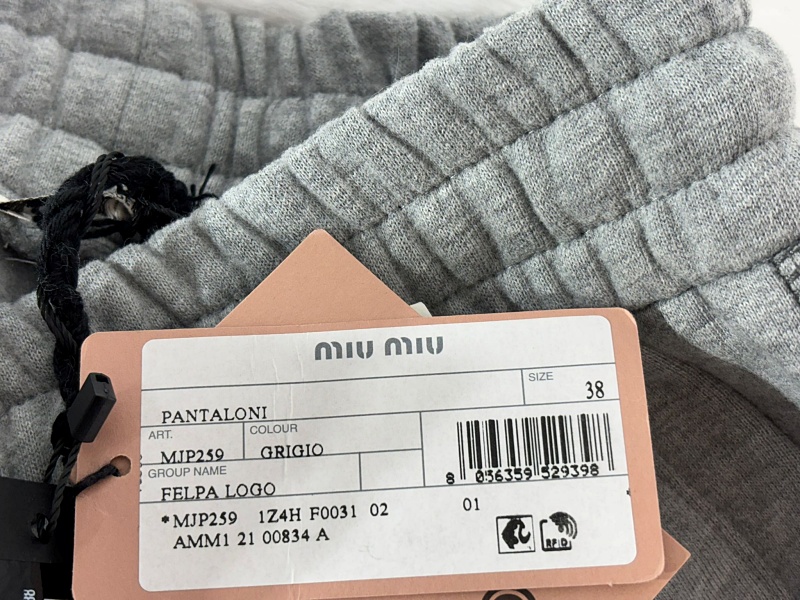 miu miu
SIZE
38
PANTALONI
ART.
COLOUR
MJP259
GRIGIO
GROUP NAME
FELPA LOGO
8 056359 529398
*MJP259 1Z4H F0031 02
01
AMM1 21 00834 A
RFID